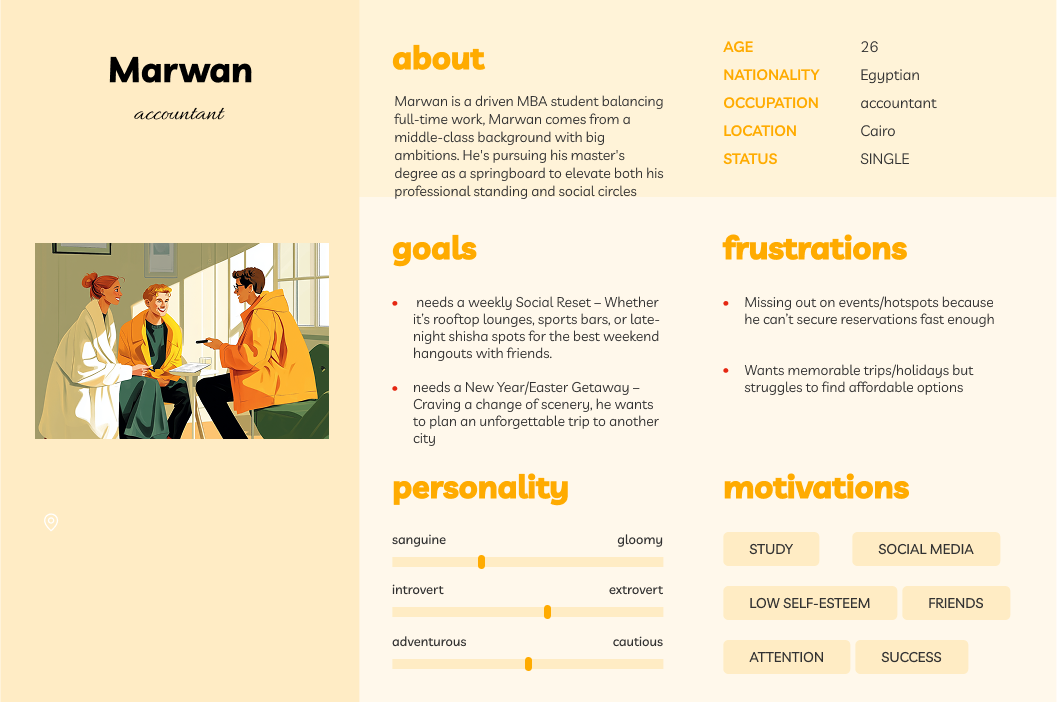 Marwan
accountant
about
Marwan is a driven MBA student balancing
full-time work, Marwan comes from a
middle-class background with big
ambitions. He's pursuing his master's
degree as a springboard to elevate both his
professional standing and social circles
AGE 26
NATIONALITY Egyptian
OCCUPATION accountant
LOCATION Cairo
STATUS SINGLE
goals
• needs a weekly Social Reset – Whether
it's rooftop lounges, sports bars, or late-
night shisha spots for the best weekend
hangouts with friends.
• needs a New Year/Easter Getaway –
Craving a change of scenery, he wants
to plan an unforgettable trip to another
city
frustrations
• Missing out on events/hotspots because
he can't secure reservations fast enough
• Wants memorable trips/holidays but
struggles to find affordable options
personality
sanguine gloomy
introvert extrovert
adventurous cautious
motivations
STUDY SOCIAL MEDIA
LOW SELF-ESTEEM FRIENDS
ATTENTION SUCCESS